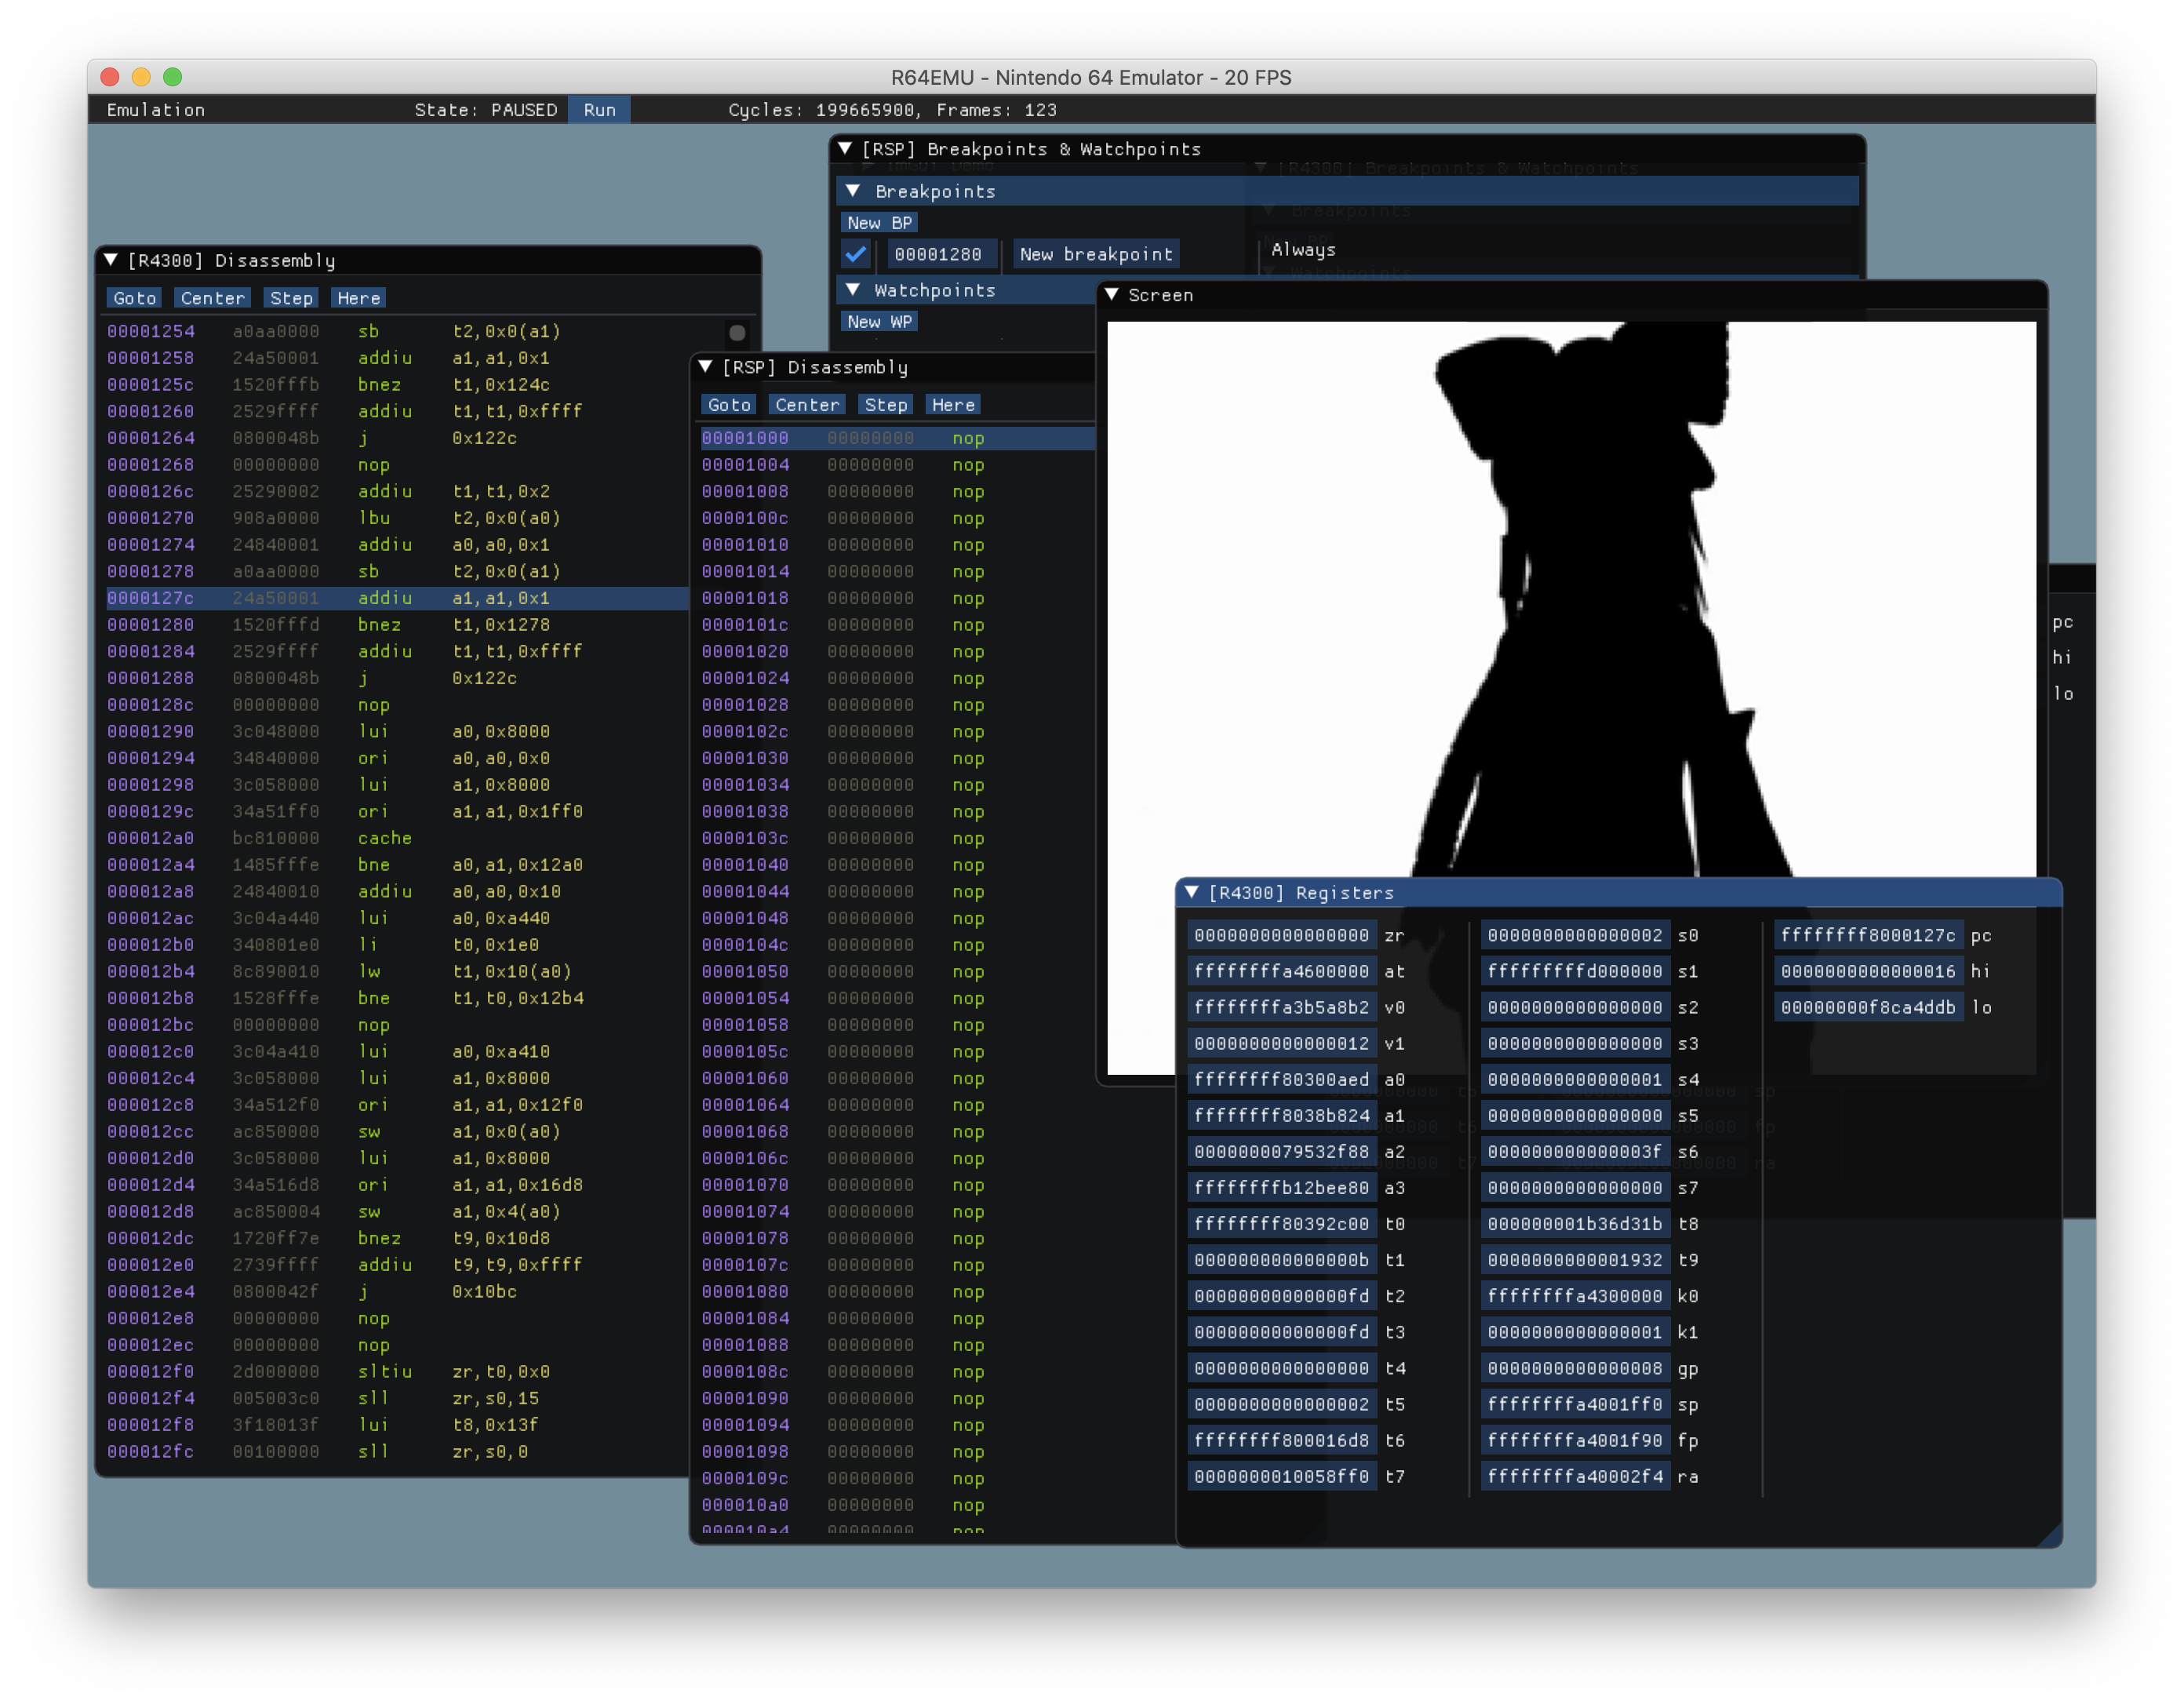 R64EMU - Nintendo 64 Emulator - 20 FPS
Emulation State: PAUSED Run Cycles: 199665900, Frames: 123
[RSP] Breakpoints & Watchpoints
Breakpoints
New BP
00001280 New breakpoint Always
Watchpoints
New WP
[R4300] Disassembly
Goto Center Step Here
00001254 a0aa0000 sb t2,0x0(a1)
00001258 24a50001 addiu a1,a1,0x1
0000125c 1520fffb bnez t1,0x124c
00001260 2529ffff addiu t1,t1,0xffff
00001264 0800048b j 0x122c
00001268 00000000 nop
0000126c 25290002 addiu t1,t1,0x2
00001270 908a0000 lbu t2,0x0(a0)
00001274 24840001 addiu a0,a0,0x1
00001278 a0aa0000 sb t2,0x0(a1)
0000127c 24a50001 addiu a1,a1,0x1
00001280 1520fffd bnez t1,0x1278
00001284 2529ffff addiu t1,t1,0xffff
00001288 0800048b j 0x122c
0000128c 00000000 nop
00001290 3c048000 lui a0,0x8000
00001294 34840000 ori a0,a0,0x0
00001298 3c058000 lui a1,0x8000
0000129c 34a51ff0 ori a1,a1,0x1ff0
000012a0 bc810000 cache
000012a4 1485fffe bne a0,a1,0x12a0
000012a8 24840010 addiu a0,a0,0x10
000012ac 3c04a440 lui a0,0xa440
000012b0 340801e0 li t0,0x1e0
000012b4 8c890010 lw t1,0x10(a0)
000012b8 1528fffe bne t1,t0,0x12b4
000012bc 00000000 nop
000012c0 3c04a410 lui a0,0xa410
000012c4 3c058000 lui a1,0x8000
000012c8 34a512f0 ori a1,a1,0x12f0
000012cc ac850000 sw a1,0x0(a0)
000012d0 3c058000 lui a1,0x8000
000012d4 34a516d8 ori a1,a1,0x16d8
000012d8 ac850004 sw a1,0x4(a0)
000012dc 1720ff7e bnez t9,0x10d8
000012e0 2739ffff addiu t9,t9,0xffff
000012e4 0800042f j 0x10bc
000012e8 00000000 nop
000012ec 00000000 nop
000012f0 2d000000 sltiu zr,t0,0x0
000012f4 005003c0 sll zr,s0,15
000012f8 3f18013f lui t8,0x13f
000012fc 00100000 sll zr,s0,0
[RSP] Disassembly
Goto Center Step Here
00001000 00000000 nop
00001004 00000000 nop
00001008 00000000 nop
0000100c 00000000 nop
00001010 00000000 nop
00001014 00000000 nop
00001018 00000000 nop
0000101c 00000000 nop
00001020 00000000 nop
00001024 00000000 nop
00001028 00000000 nop
0000102c 00000000 nop
00001030 00000000 nop
00001034 00000000 nop
00001038 00000000 nop
0000103c 00000000 nop
00001040 00000000 nop
00001044 00000000 nop
00001048 00000000 nop
0000104c 00000000 nop
00001050 00000000 nop
00001054 00000000 nop
00001058 00000000 nop
0000105c 00000000 nop
00001060 00000000 nop
00001064 00000000 nop
00001068 00000000 nop
0000106c 00000000 nop
00001070 00000000 nop
00001074 00000000 nop
00001078 00000000 nop
0000107c 00000000 nop
00001080 00000000 nop
00001084 00000000 nop
00001088 00000000 nop
0000108c 00000000 nop
00001090 00000000 nop
00001094 00000000 nop
00001098 00000000 nop
0000109c 00000000 nop
000010a0 00000000 nop
000010a4 00000000 nop
Screen
pc
hi
lo
[R4300] Registers
0000000000000000 zr 0000000000000002 s0 ffffffff8000127c pc
ffffffffa4600000 at fffffffffd000000 s1 0000000000000016 hi
ffffffffa3b5a8b2 v0 0000000000000000 s2 00000000f8ca4ddb lo
0000000000000012 v1 0000000000000000 s3
ffffffff80300aed a0 0000000000000001 s4
ffffffff8038b824 a1 0000000000000000 s5
0000000079532f88 a2 000000000000003f s6
ffffffffb12bee80 a3 0000000000000000 s7
ffffffff80392c00 t0 000000001b36d31b t8
000000000000000b t1 0000000000001932 t9
00000000000000fd t2 ffffffffa4300000 k0
00000000000000fd t3 0000000000000001 k1
0000000000000000 t4 0000000000000008 gp
0000000000000002 t5 ffffffffa4001ff0 sp
ffffffff800016d8 t6 ffffffffa4001f90 fp
0000000010058ff0 t7 ffffffffa40002f4 ra